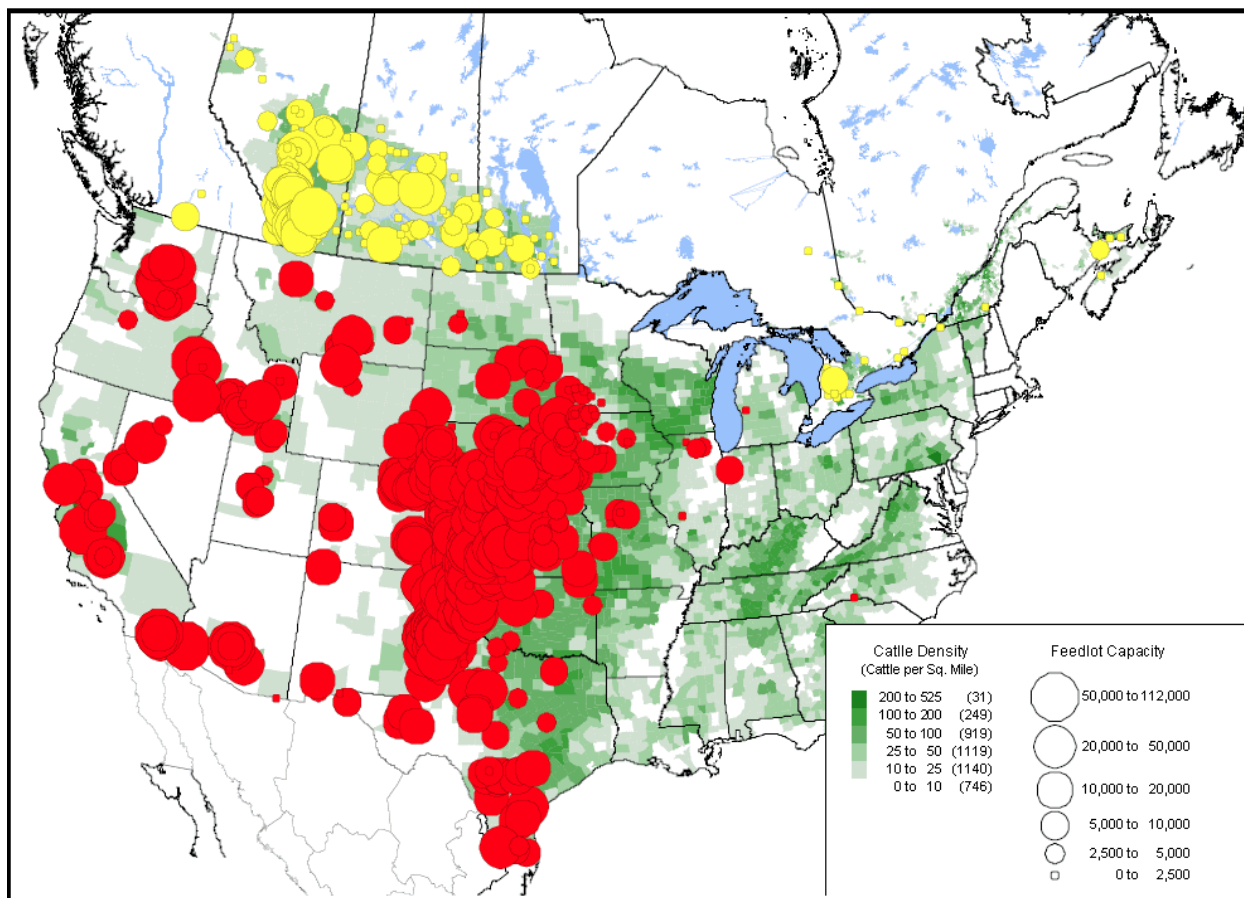 Catlle Density
(Cattle per Sq. Mile)
200 to 525 (31)
100 to 200 (249)
50 to 100 (919)
25 to 50 (1119)
10 to 25 (1140)
0 to 10 (746)
Feedlot Capacity
50,000 to 112,000
20,000 to 50,000
10,000 to 20,000
5,000 to 10,000
2,500 to 5,000
0 to 2,500